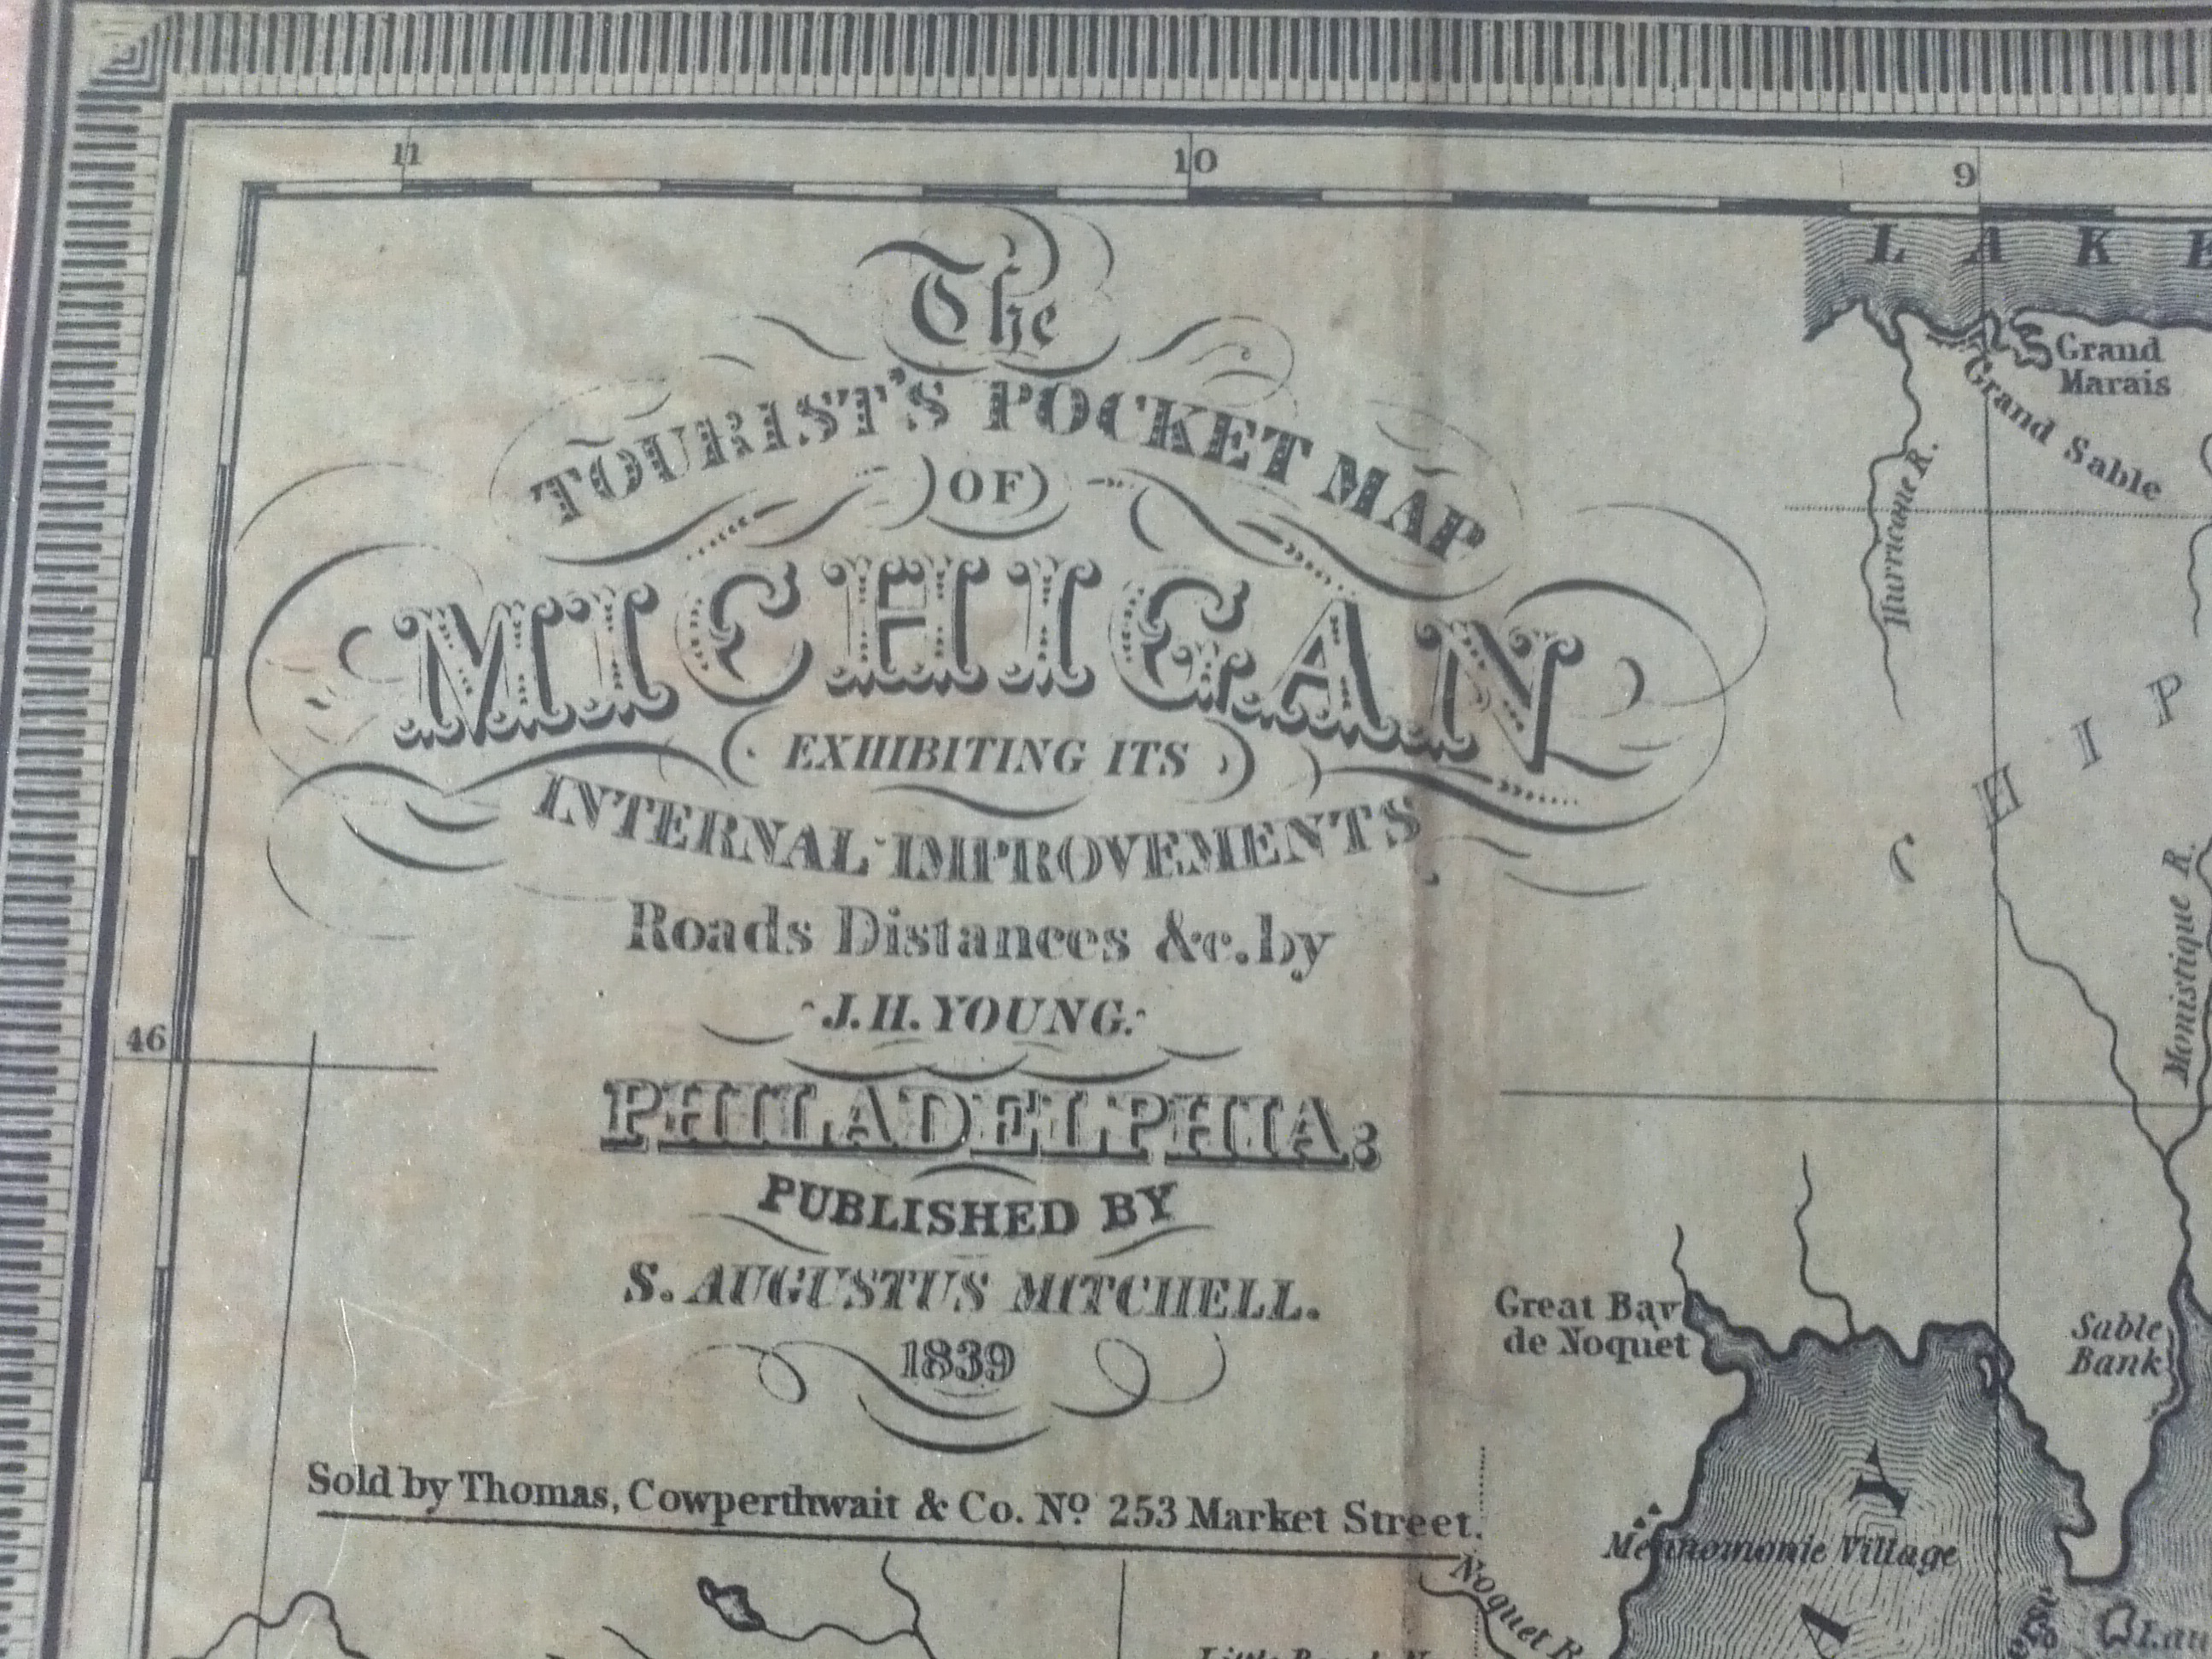 11
10
9
The
TOURIST'S POCKET MAP
OF
MICHIGAN
EXHIBITING ITS
INTERNAL IMPROVEMENTS
Roads Distances &c. by
J.H. YOUNG.
PHILADELPHIA:
PUBLISHED BY
S. AUGUSTUS MITCHELL.
1839
Sold by Thomas, Cowperthwait & Co. No. 253 Market Street.
46
LAKE
Grand
Marais
Grand Sable
Hurricane R.
C H I P
Monistique R.
Great Bay
de Noquet
Sable
Bank
Mennomonie Village
Noquet R.